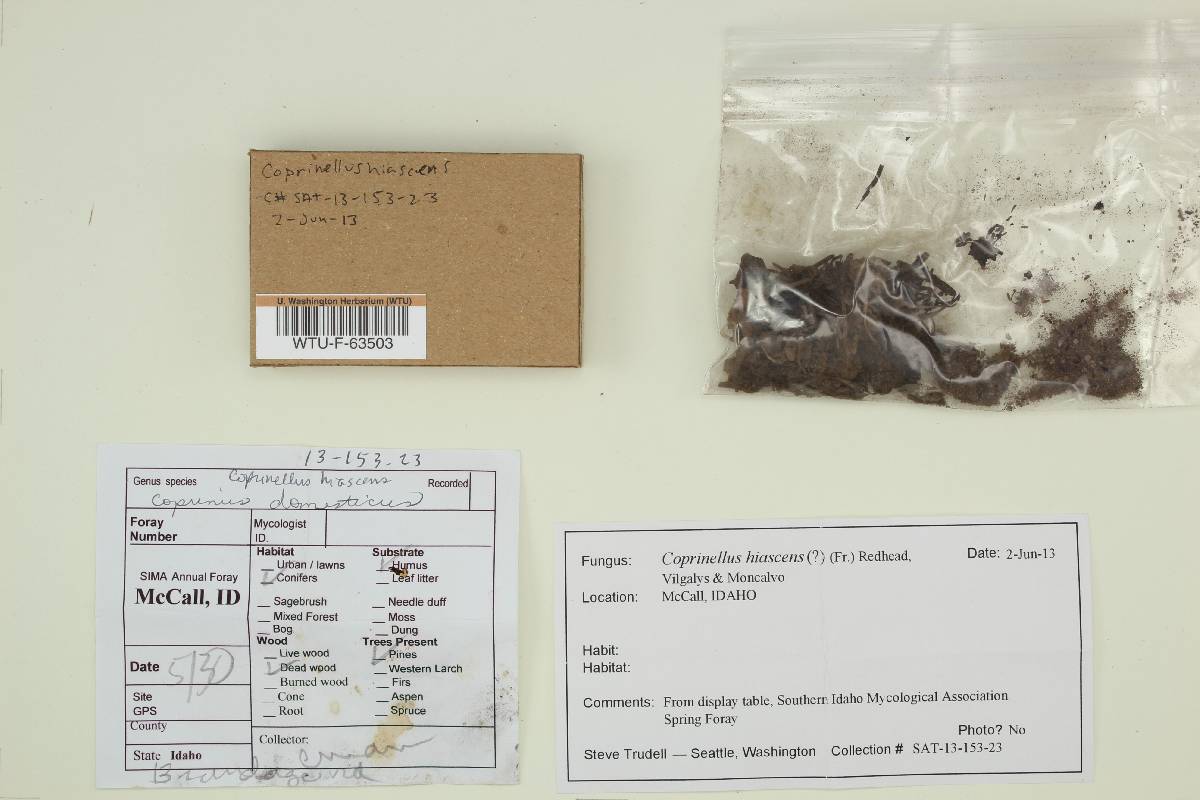 Coprinellus hiascens
C# SAT-13-153-23
2-Jun-13
U. Washington Herbarium (WTU)
WTU-F-63503
13-153.23
Genus species Coprinellus hiascens Recorded
Coprinus domesticus
Foray Number
Mycologist ID.
SIMA Annual Foray
McCall, ID
Date 5/31
Site
GPS
County
State Idaho
Habitat
Urban / lawns
Conifers
Sagebrush
Mixed Forest
Bog
Wood
Live wood
Dead wood
Burned wood
Cone
Root
Substrate
Humus
Leaf litter
Needle duff
Moss
Dung
Trees Present
Pines
Western Larch
Firs
Aspen
Spruce
Collector:
Fungus: Coprinellus hiascens (?) (Fr.) Redhead, Date: 2-Jun-13
Vilgalys & Moncalvo
Location: McCall, IDAHO
Habit:
Habitat:
Comments: From display table, Southern Idaho Mycological Association
Spring Foray
Photo? No
Steve Trudell — Seattle, Washington Collection # SAT-13-153-23